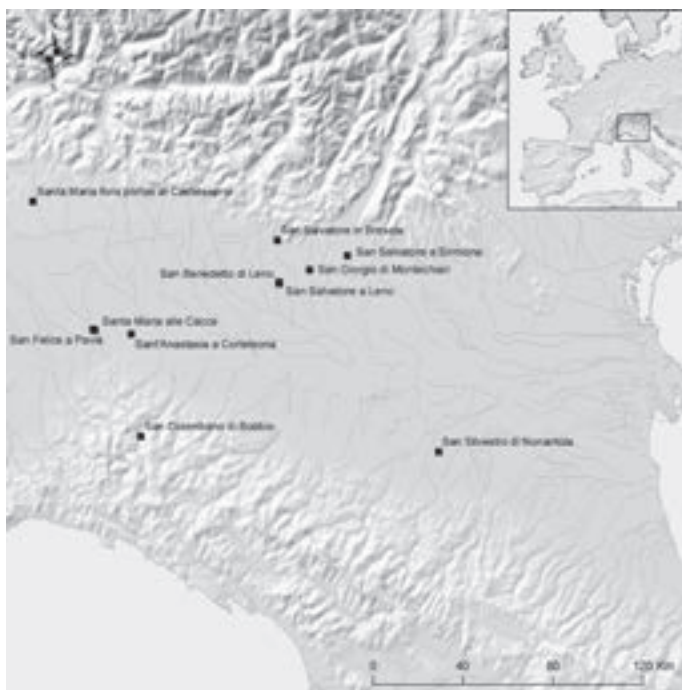 Santa Maria foris portas at Castelseprio
San Salvatore in Brescia
San Salvatore a Sirmione
San Giorgio di Montichiari
San Benedetto di Leno
San Salvatore a Leno
Santa Maria alle Cacce
San Felice a Pavia
Sant'Anastasia a Corteolona
San Colombano di Bobbio
San Silvestro di Nonantola
0 40 80 120 Km